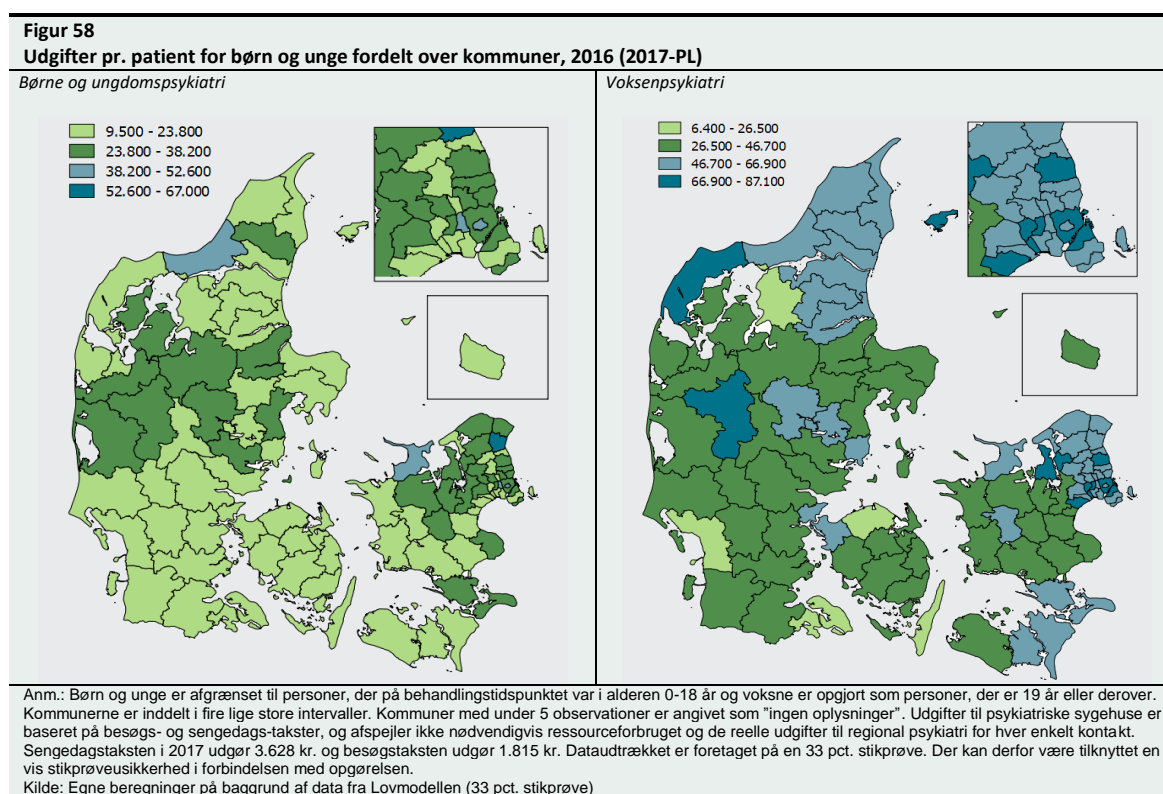 Figur 58
Udgifter pr. patient for børn og unge fordelt over kommuner, 2016 (2017-PL)
Børne og ungdomspsykiatri
9.500 - 23.800
23.800 - 38.200
38.200 - 52.600
52.600 - 67.000
Voksenpsykiatri
6.400 - 26.500
26.500 - 46.700
46.700 - 66.900
66.900 - 87.100
Anm.: Børn og unge er afgrænset til personer, der på behandlingstidspunktet var i alderen 0-18 år og voksne er opgjort som personer, der er 19 år eller derover.
Kommunerne er inddelt i fire lige store intervaller. Kommuner med under 5 observationer er angivet som ”ingen oplysninger”. Udgifter til psykiatriske sygehuse er
baseret på besøgs- og sengedags-takster, og afspejler ikke nødvendigvis ressourceforbruget og de reelle udgifter til regional psykiatri for hver enkelt kontakt.
Sengedagstaksten i 2017 udgør 3.628 kr. og besøgstaksten udgør 1.815 kr. Dataudtrækket er foretaget på en 33 pct. stikprøve. Der kan derfor være tilknyttet en
vis stikprøveusikkerhed i forbindelsen med opgørelsen.
Kilde: Egne beregninger på baggrund af data fra Lovmodellen (33 pct. stikprøve)